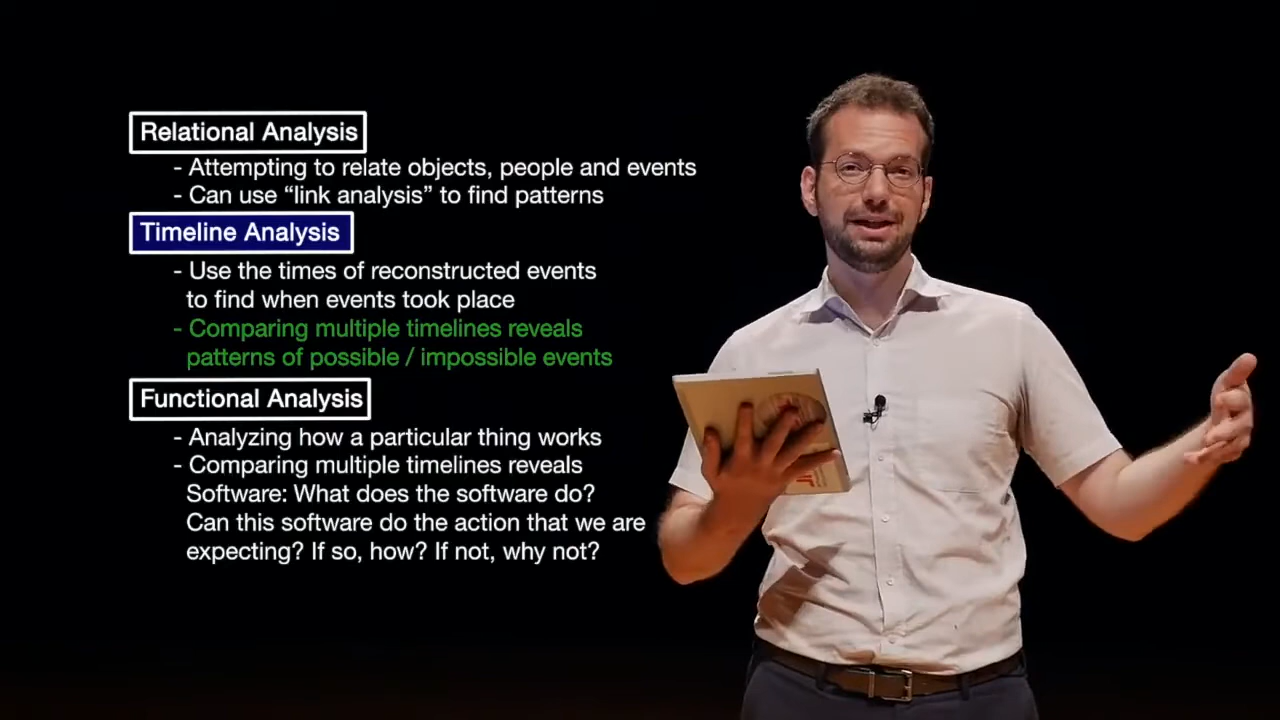 Relational Analysis
- Attempting to relate objects, people and events
- Can use “link analysis” to find patterns
Timeline Analysis
- Use the times of reconstructed events
to find when events took place
- Comparing multiple timelines reveals
patterns of possible / impossible events
Functional Analysis
- Analyzing how a particular thing works
- Comparing multiple timelines reveals
Software: What does the software do?
Can this software do the action that we are
expecting? If so, how? If not, why not?